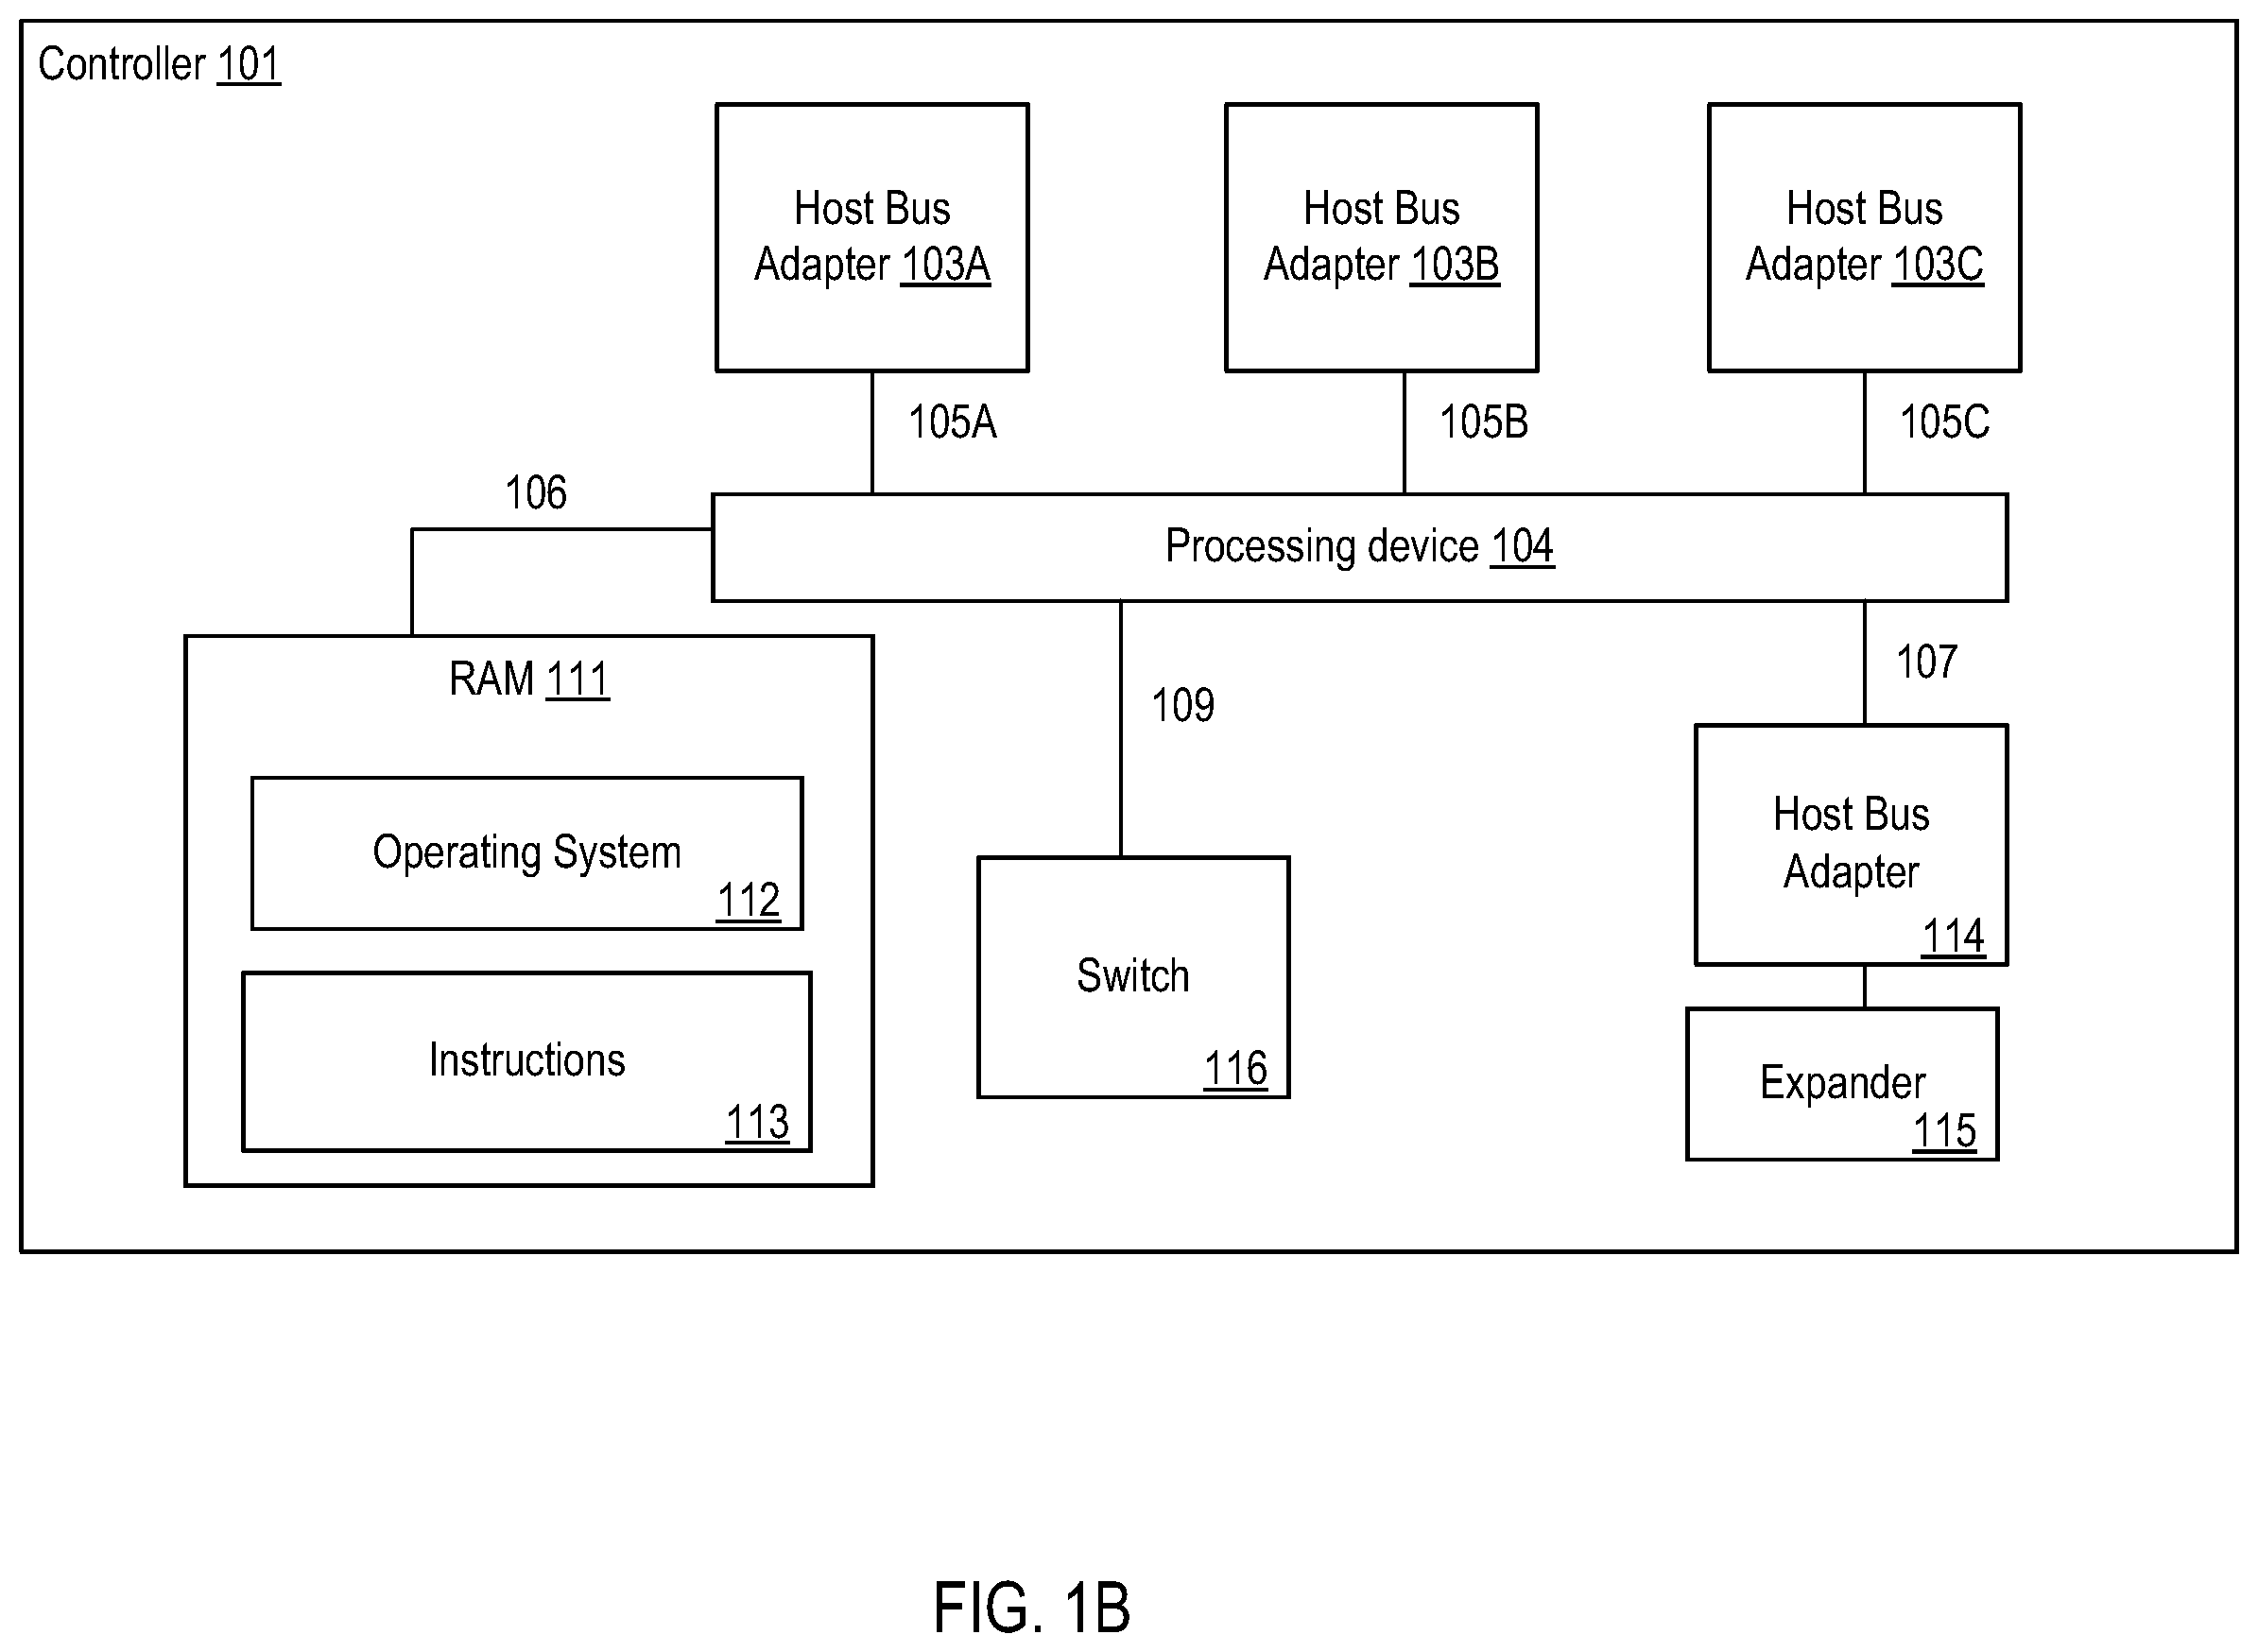 Controller 101
Host Bus
Adapter 103A
Host Bus
Adapter 103B
Host Bus
Adapter 103C
105A
105B
105C
106
Processing device 104
RAM 111
109
107
Operating System
112
Host Bus
Adapter
114
Switch
116
Instructions
113
Expander
115
FIG. 1B